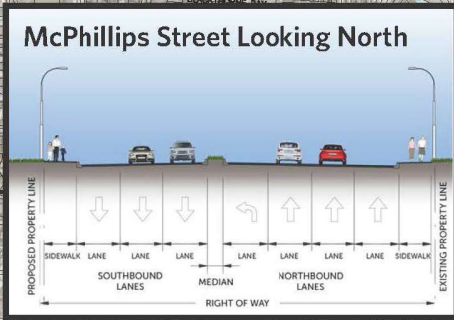 McPhillips Street Looking North
PROPOSED PROPERTY LINE
EXISTING PROPERTY LINE
SIDEWALK LANE LANE LANE LANE LANE LANE LANE SIDEWALK
SOUTHBOUND
LANES
MEDIAN
NORTHBOUND
LANES
RIGHT OF WAY